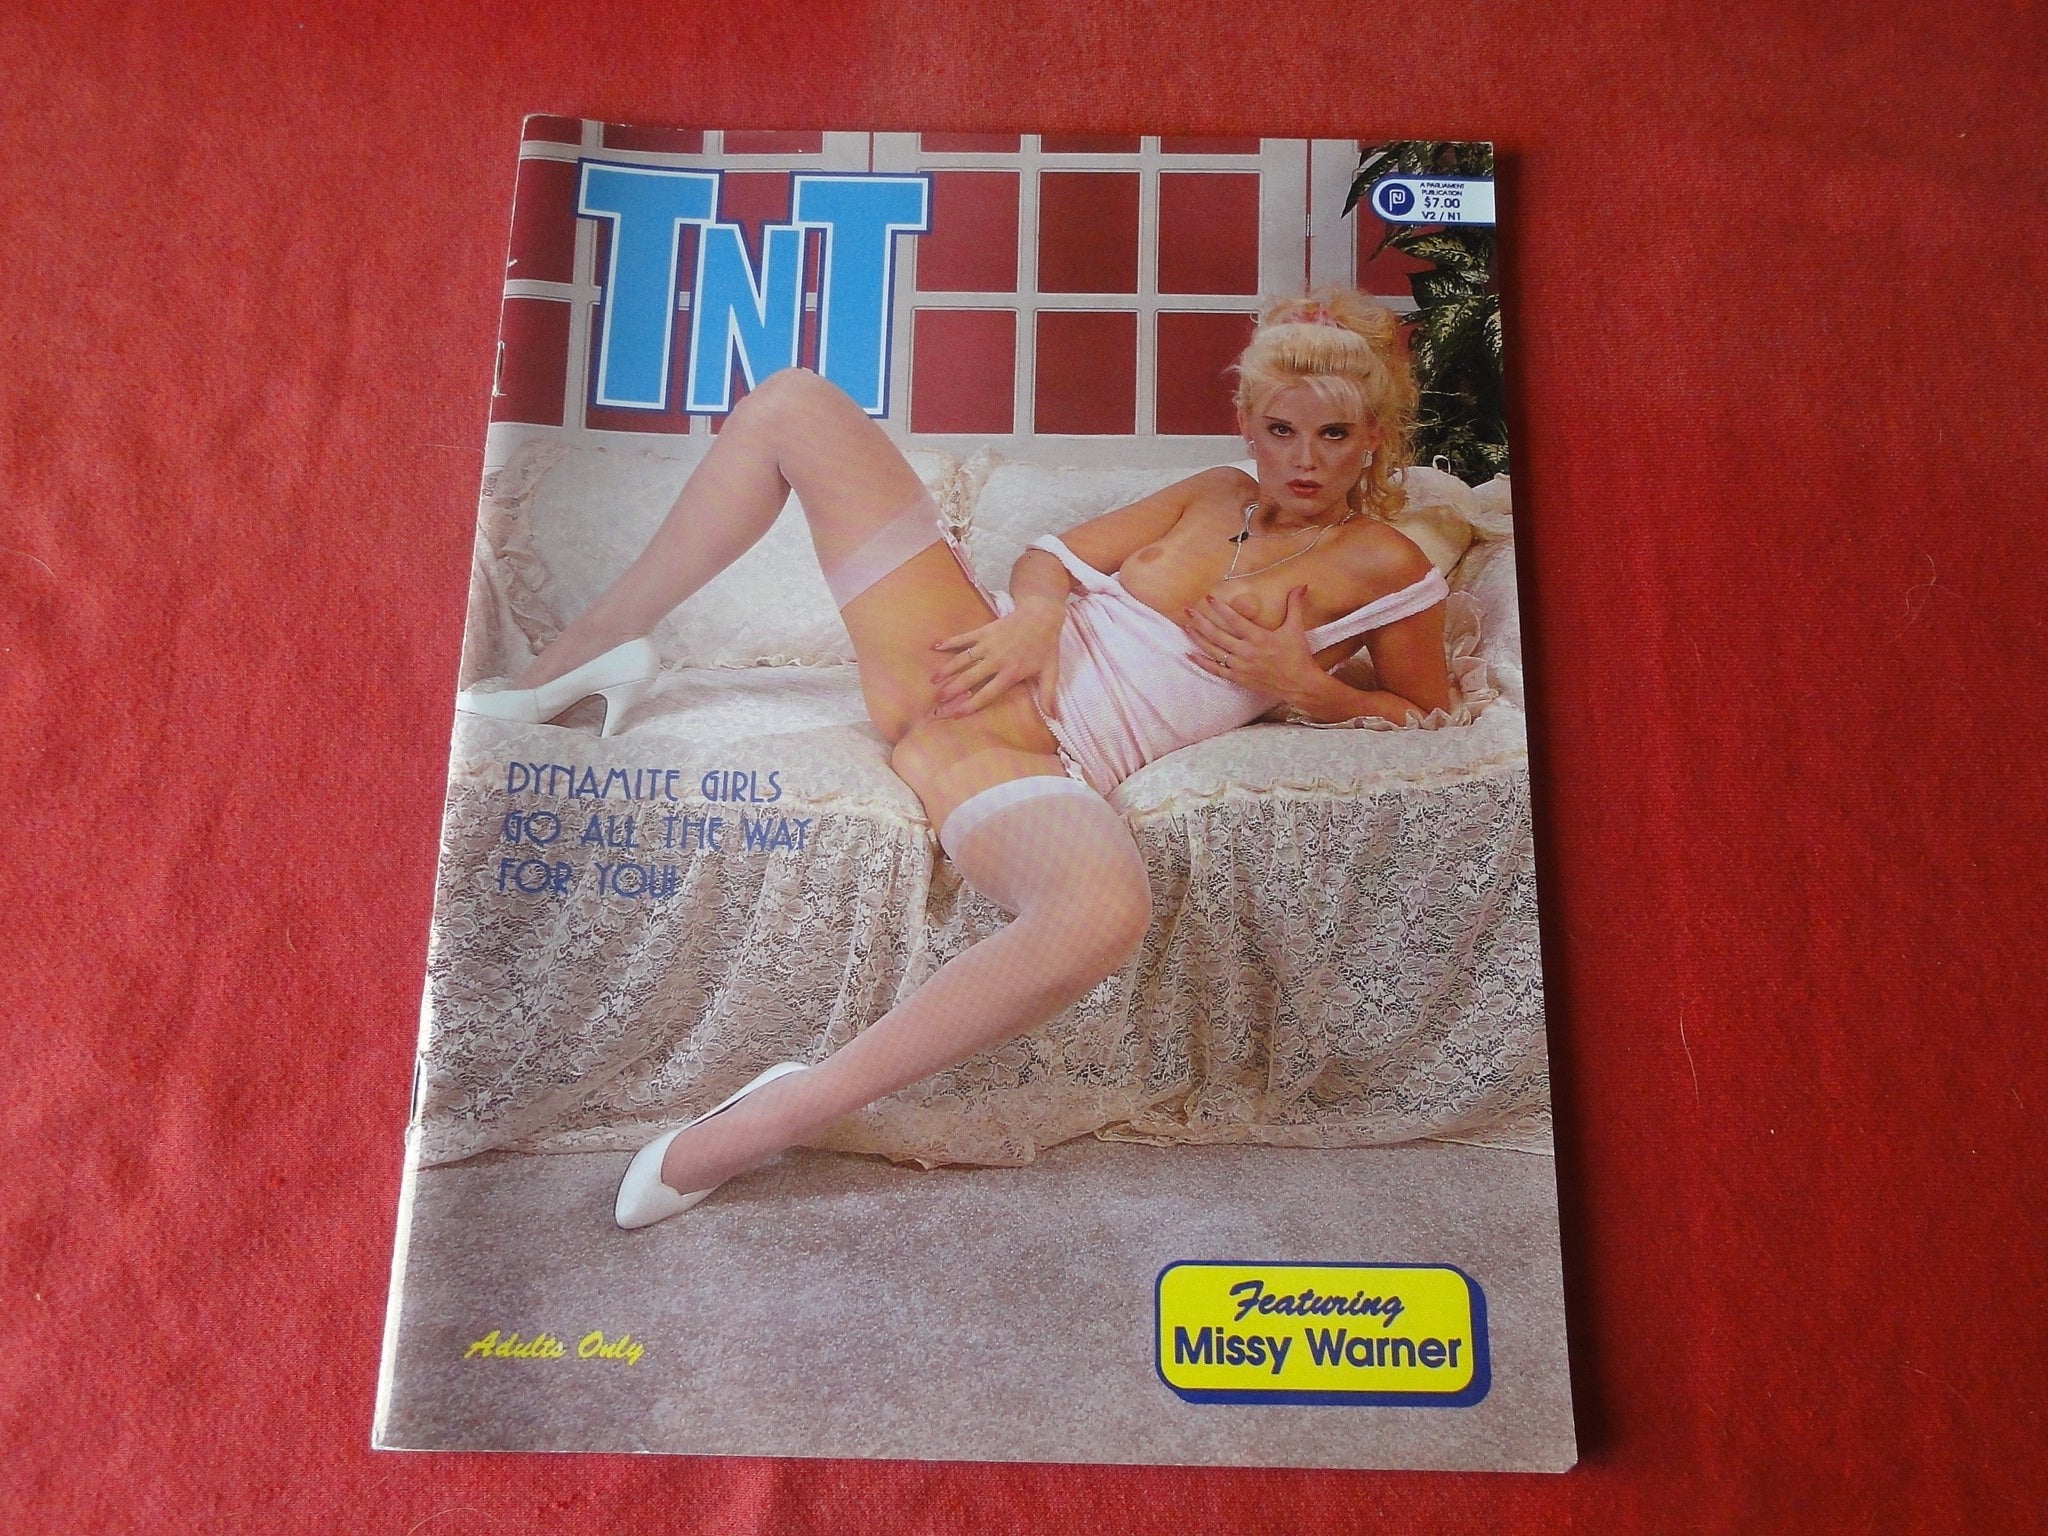 TNT
A PARLIAMENT
PUBLICATION
$7.00
V2 / N1
DYNAMITE GIRLS
GO ALL THE WAY
FOR YOU!
Adults Only
Featuring
Missy Warner